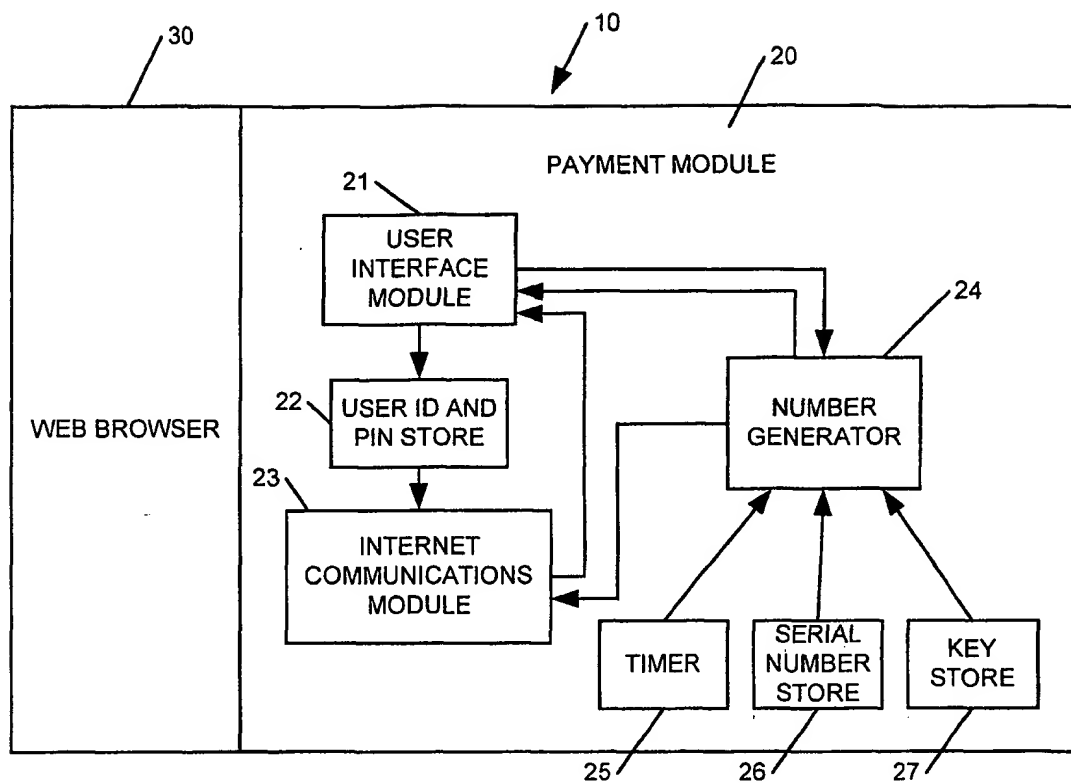 10
30
20
PAYMENT MODULE
21
USER
INTERFACE
MODULE
24
22
USER ID AND
PIN STORE
NUMBER
GENERATOR
WEB BROWSER
23
INTERNET
COMMUNICATIONS
MODULE
TIMER
SERIAL
NUMBER
STORE
KEY
STORE
25
26
27